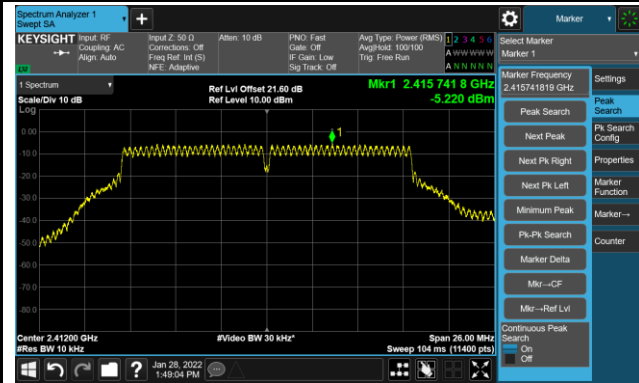 Spectrum Analyzer 1
Swept SA
+
Marker
KEYSIGHT
Input: RF
Coupling: AC
Align: Auto
Input Z: 50 Ω
Corrections: Off
Freq Ref: Int (S)
NFE: Adaptive
Atten: 10 dB
PNO: Fast
Gate: Off
IF Gain: Low
Sig Track: Off
Avg Type: Power (RMS)
Avg|Hold: 100/100
Trig: Free Run
1 2 3 4 5 6
A W W W W W
A N N N N N
Select Marker
Marker 1
1 Spectrum
Scale/Div 10 dB
Log
Ref Lvl Offset 21.60 dB
Ref Level 10.00 dBm
Mkr1 2.415 741 8 GHz
-5.220 dBm
Marker Frequency
2.415741819 GHz
Settings
Peak Search
Next Peak
Next Pk Right
Next Pk Left
Minimum Peak
Pk-Pk Search
Marker Delta
Mkr→CF
Mkr→Ref Lvl
Continuous Peak
Search
On
Off
Peak
Search
Pk Search
Config
Properties
Marker
Function
Marker→
Counter
1
0.00
-10.0
-20.0
-30.0
-40.0
-50.0
-60.0
-70.0
-80.0
Center 2.41200 GHz
#Res BW 10 kHz
#Video BW 30 kHz*
Span 26.00 MHz
Sweep 104 ms (11400 pts)
?
Jan 28, 2022
1:49:04 PM